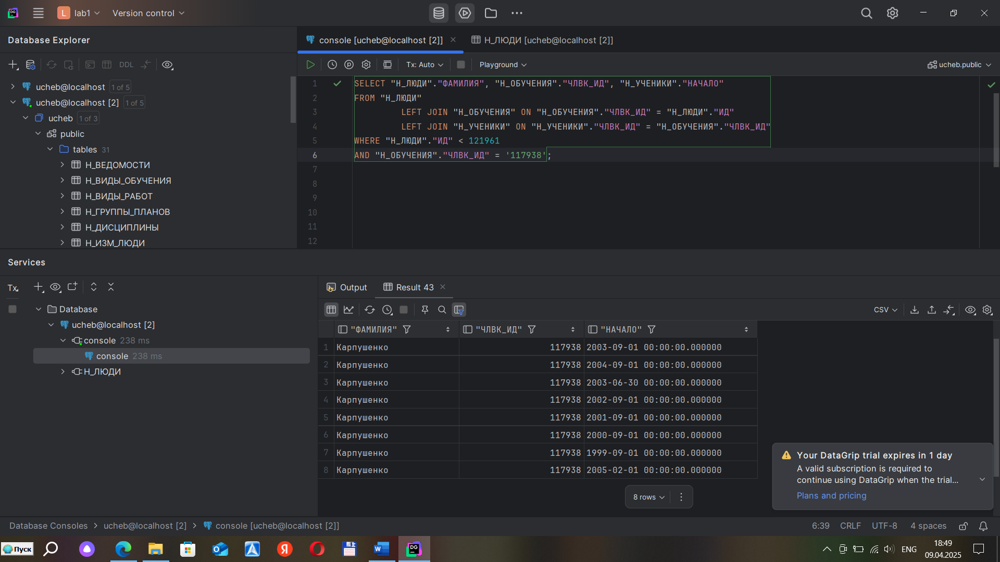 L lab1 Version control
Database Explorer
console [ucheb@localhost [2]]
Н_ЛЮДИ [ucheb@localhost [2]]
DDL
Tx: Auto
Playground
ucheb.public
ucheb@localhost 1 of 5
ucheb@localhost [2] 1 of 5
ucheb 1 of 3
public
tables 31
Н_ВЕДОМОСТИ
Н_ВИДЫ_ОБУЧЕНИЯ
Н_ВИДЫ_РАБОТ
Н_ГРУППЫ_ПЛАНОВ
Н_ДИСЦИПЛИНЫ
Н_ИЗМ_ЛЮДИ
1 SELECT "Н_ЛЮДИ"."ФАМИЛИЯ", "Н_ОБУЧЕНИЯ"."ЧЛВК_ИД", "Н_УЧЕНИКИ"."НАЧАЛО"
2 FROM "Н_ЛЮДИ"
3 LEFT JOIN "Н_ОБУЧЕНИЯ" ON "Н_ОБУЧЕНИЯ"."ЧЛВК_ИД" = "Н_ЛЮДИ"."ИД"
4 LEFT JOIN "Н_УЧЕНИКИ" ON "Н_УЧЕНИКИ"."ЧЛВК_ИД" = "Н_ОБУЧЕНИЯ"."ЧЛВК_ИД"
5 WHERE "Н_ЛЮДИ"."ИД" < 121961
6 AND "Н_ОБУЧЕНИЯ"."ЧЛВК_ИД" = '117938';
7
8
9
10
11
12
Services
Tx
Database
ucheb@localhost [2]
console 238 ms
console 238 ms
Н_ЛЮДИ
Output
Result 43
CSV
"ФАМИЛИЯ" "ЧЛВК_ИД" "НАЧАЛО"
1 Карпушенко 117938 2003-09-01 00:00:00.000000
2 Карпушенко 117938 2004-09-01 00:00:00.000000
3 Карпушенко 117938 2003-06-30 00:00:00.000000
4 Карпушенко 117938 2002-09-01 00:00:00.000000
5 Карпушенко 117938 2001-09-01 00:00:00.000000
6 Карпушенко 117938 2000-09-01 00:00:00.000000
7 Карпушенко 117938 1999-09-01 00:00:00.000000
8 Карпушенко 117938 2005-02-01 00:00:00.000000
8 rows
Your DataGrip trial expires in 1 day
A valid subscription is required to
continue using DataGrip when the trial...
Plans and pricing
Database Consoles > ucheb@localhost [2] > console [ucheb@localhost [2]]
6:39 CRLF UTF-8 4 spaces
Пуск
ENG
18:49
09.04.2025